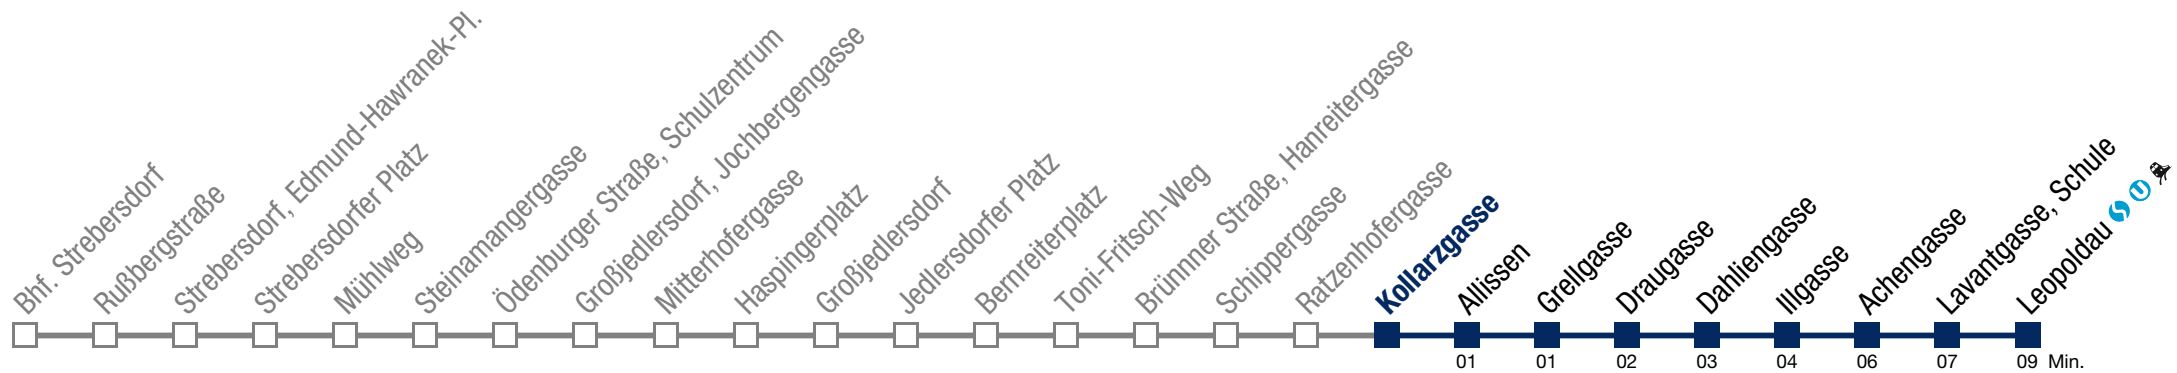 Bhf. Strebersdorf
Rußbergstraße
Strebersdorf, Edmund-Hawranek-Pl.
Strebersdorfer Platz
Mühlweg
Steinamangergasse
Ödenburger Straße, Schulzentrum
Großjedlersdorf, Jochbergengasse
Mitterhofergasse
Haspingerplatz
Großjedlersdorf
Jedlersdorfer Platz
Bernreiterplatz
Toni-Fritsch-Weg
Brünnner Straße, Hanreitergasse
Schippergasse
Ratzenhofergasse
Kollarzgasse
Allissen
Grellgasse
Draugasse
Dahliengasse
Illgasse
Achengasse
Lavantgasse, Schule
Leopoldau S U
01 01 02 03 04 06 07 09 Min.